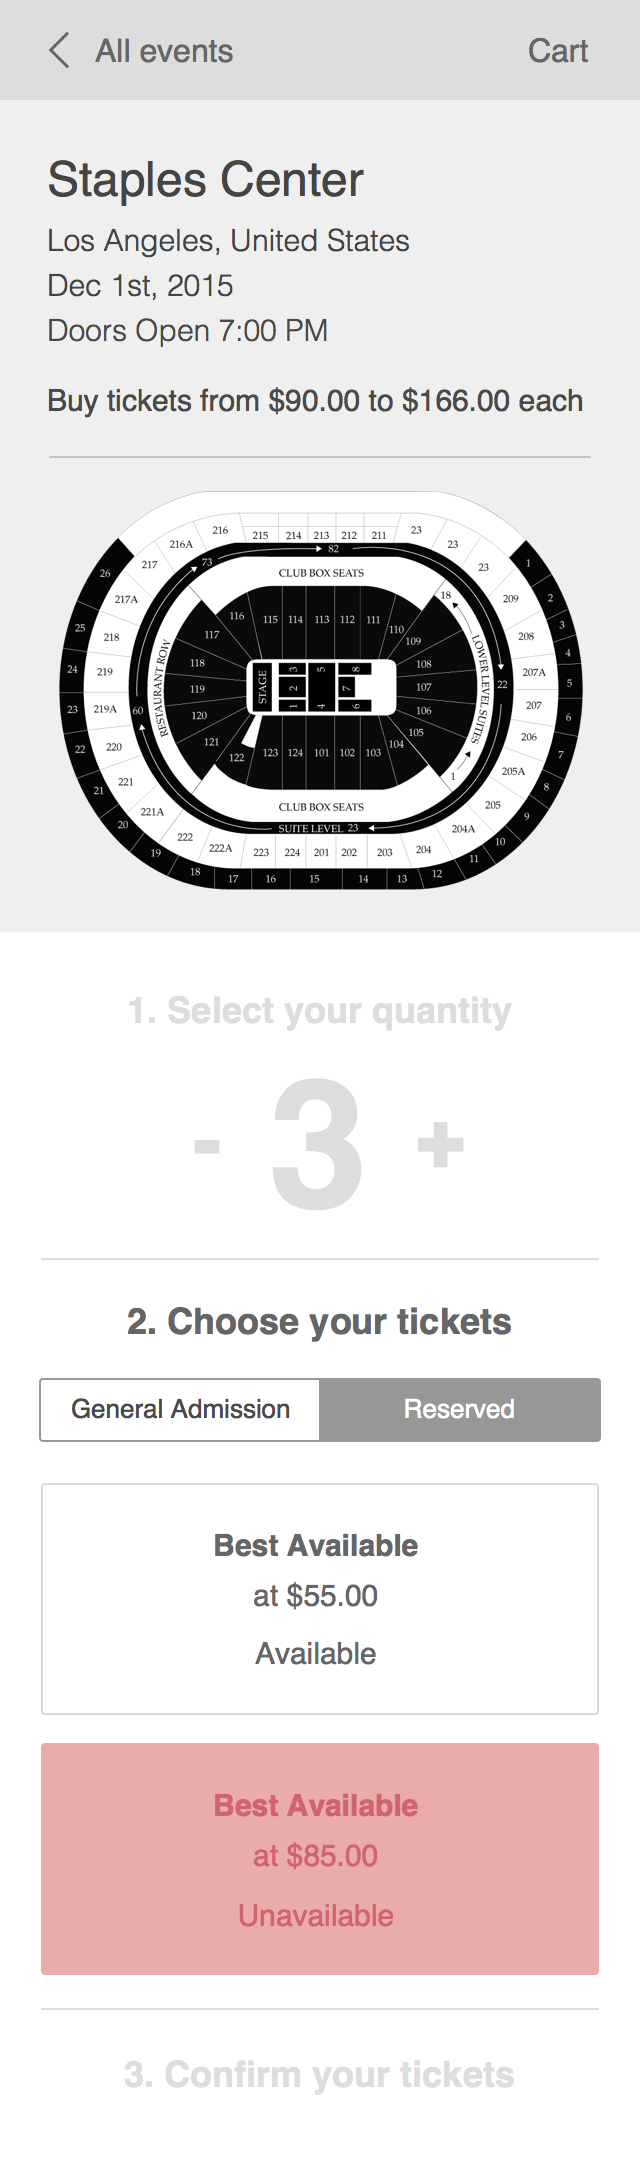 All events
Cart
Staples Center
Los Angeles, United States
Dec 1st, 2015
Doors Open 7:00 PM
Buy tickets from $90.00 to $166.00 each
216 215 214 213 212 211 23
216A 23
217 73 82 23
26 1
217A CLUB BOX SEATS 18 209 2
25 116 115 114 113 112 111 110 3
218 117 109 208 4
24 219 118 108 207A
RESTAURANT ROW
STAGE
3 5 8
2 7
1 4 6
LOWER LEVEL SUITES
119 107 22 5
23 219A 60 120 106 207 6
22 220 121 105 206 7
122 123 124 101 102 103 104
21 221 1 205A 8
221A CLUB BOX SEATS 205 9
20 222 SUITE LEVEL 23 204A 10
19 222A 223 224 201 202 203 204 11
18 17 16 15 14 13 12
1. Select your quantity
- 3 +
2. Choose your tickets
General Admission
Reserved
Best Available
at $55.00
Available
Best Available
at $85.00
Unavailable
3. Confirm your tickets